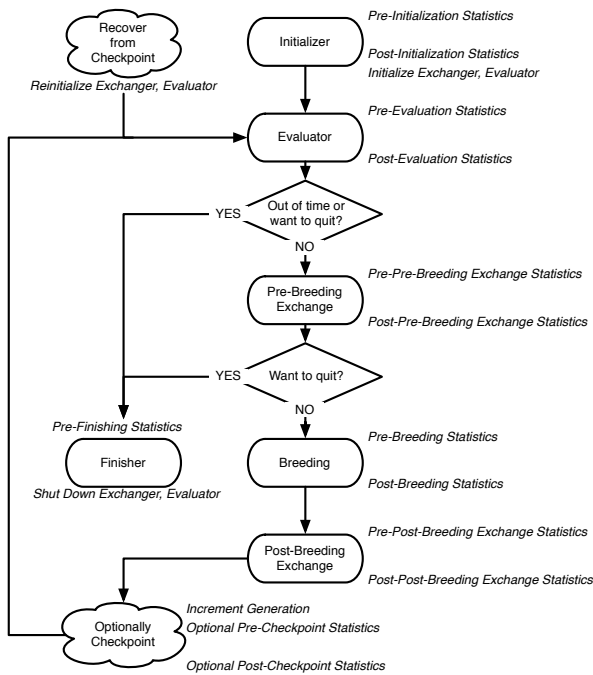 Recover
from
Checkpoint
Reinitialize Exchanger, Evaluator
Pre-Initialization Statistics
Initializer
Post-Initialization Statistics
Initialize Exchanger, Evaluator
Pre-Evaluation Statistics
Evaluator
Post-Evaluation Statistics
Out of time or
want to quit?
YES
NO
Pre-Pre-Breeding Exchange Statistics
Pre-Breeding
Exchange
Post-Pre-Breeding Exchange Statistics
Want to quit?
YES
NO
Pre-Finishing Statistics
Finisher
Shut Down Exchanger, Evaluator
Pre-Breeding Statistics
Breeding
Post-Breeding Statistics
Pre-Post-Breeding Exchange Statistics
Post-Breeding
Exchange
Post-Post-Breeding Exchange Statistics
Increment Generation
Optional Pre-Checkpoint Statistics
Optionally
Checkpoint
Optional Post-Checkpoint Statistics